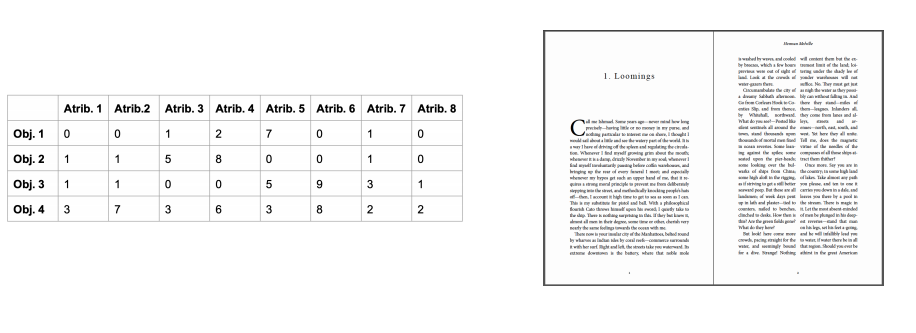 Atrib. 1 Atrib.2 Atrib. 3 Atrib. 4 Atrib. 5 Atrib. 6 Atrib. 7 Atrib. 8
Obj. 1 0 0 1 2 7 0 1 0
Obj. 2 1 1 5 8 0 0 1 0
Obj. 3 1 1 0 0 5 9 3 1
Obj. 4 3 7 3 6 3 8 2 2
1. Loomings
Call me Ishmael. Some years ago—never mind how long
precisely—having little or no money in my purse, and
nothing particular to interest me on shore, I thought I
would sail about a little and see the watery part of the world. It
is a way I have of driving off the spleen and regulating the circula-
tion. Whenever I find myself growing grim about the mouth;
whenever it is a damp, drizzly November in my soul; whenever I
find myself involuntarily pausing before coffin warehouses, and
bringing up the rear of every funeral I meet; and especially
whenever my hypos get such an upper hand of me, that it re-
quires a strong moral principle to prevent me from deliberately
stepping into the street, and methodically knocking people's hats
off—then, I account it high time to get to sea as soon as I can.
This is my substitute for pistol and ball. With a philosophical
flourish Cato throws himself upon his sword; I quietly take to
the ship. There is nothing surprising in this. If they but knew it,
almost all men in their degree, some time or other, cherish very
nearly the same feelings towards the ocean with me.
There now is your insular city of the Manhattoes, belted round
by wharves as Indian isles by coral reefs—commerce surrounds
it with her surf. Right and left, the streets take you waterward. Its
extreme downtown is the battery, where that noble mole
Herman Melville
is washed by waves, and cooled
by breezes, which a few hours
previous were out of sight of
land. Look at the crowds of
water-gazers there.
Circumambulate the city of
a dreamy Sabbath afternoon.
Go from Corlears Hook to Co-
enties Slip, and from thence,
by Whitehall, northward.
What do you see?—Posted like
silent sentinels all around the
town, stand thousands upon
thousands of mortal men fixed
in ocean reveries. Some lean-
ing against the spiles; some
seated upon the pier-heads;
some looking over the bul-
warks of ships from China;
some high aloft in the rigging,
as if striving to get a still better
seaward peep. But these are all
landsmen; of week days pent
up in lath and plaster—tied to
counters, nailed to benches,
clinched to desks. How then is
this? Are the green fields gone?
What do they here?
But look! here come more
crowds, pacing straight for the
water, and seemingly bound
for a dive. Strange! Nothing
will content them but the ex-
tremest limit of the land; loi-
tering under the shady lee of
yonder warehouses will not
suffice. No. They must get just
as nigh the water as they possi-
bly can without falling in. And
there they stand—miles of
them—leagues. Inlanders all,
they come from lanes and al-
leys, streets and av-
enues—north, east, south, and
west. Yet here they all unite.
Tell me, does the magnetic
virtue of the needles of the
compasses of all those ships at-
tract them thither?
Once more. Say you are in
the country; in some high land
of lakes. Take almost any path
you please, and ten to one it
carries you down in a dale, and
leaves you there by a pool in
the stream. There is magic in
it. Let the most absent-minded
of men be plunged in his deep-
est reveries—stand that man
on his legs, set his feet a-going,
and he will infallibly lead you
to water, if water there be in all
that region. Should you ever be
athirst in the great American